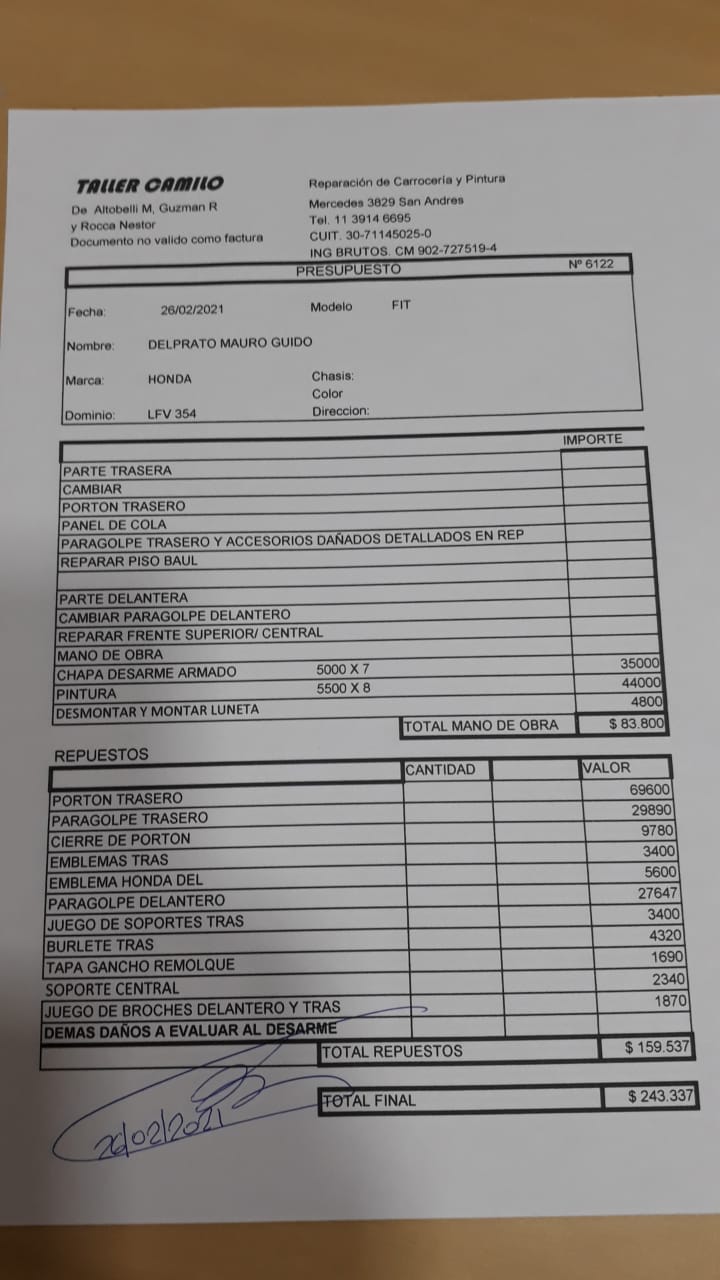 TALLER CAMILO
De Altobelli M, Guzman R
y Rocca Nestor
Documento no valido como factura
Reparación de Carrocería y Pintura
Mercedes 3829 San Andres
Tel. 11 3914 6695
CUIT. 30-71145025-0
ING BRUTOS. CM 902-727519-4
PRESUPUESTO Nº 6122
Fecha: 26/02/2021 Modelo FIT
Nombre: DELPRATO MAURO GUIDO
Marca: HONDA Chasis:
Color
Dominio: LFV 354 Direccion:
IMPORTE
PARTE TRASERA
CAMBIAR
PORTON TRASERO
PANEL DE COLA
PARAGOLPE TRASERO Y ACCESORIOS DAÑADOS DETALLADOS EN REP
REPARAR PISO BAUL
PARTE DELANTERA
CAMBIAR PARAGOLPE DELANTERO
REPARAR FRENTE SUPERIOR/ CENTRAL
MANO DE OBRA
CHAPA DESARME ARMADO 5000 X 7 35000
PINTURA 5500 X 8 44000
DESMONTAR Y MONTAR LUNETA 4800
TOTAL MANO DE OBRA $ 83.800
REPUESTOS
CANTIDAD VALOR
PORTON TRASERO 69600
PARAGOLPE TRASERO 29890
CIERRE DE PORTON 9780
EMBLEMAS TRAS 3400
EMBLEMA HONDA DEL 5600
PARAGOLPE DELANTERO 27647
JUEGO DE SOPORTES TRAS 3400
BURLETE TRAS 4320
TAPA GANCHO REMOLQUE 1690
SOPORTE CENTRAL 2340
JUEGO DE BROCHES DELANTERO Y TRAS 1870
DEMAS DAÑOS A EVALUAR AL DESARME
TOTAL REPUESTOS $ 159.537
TOTAL FINAL $ 243.337
26/02/2021